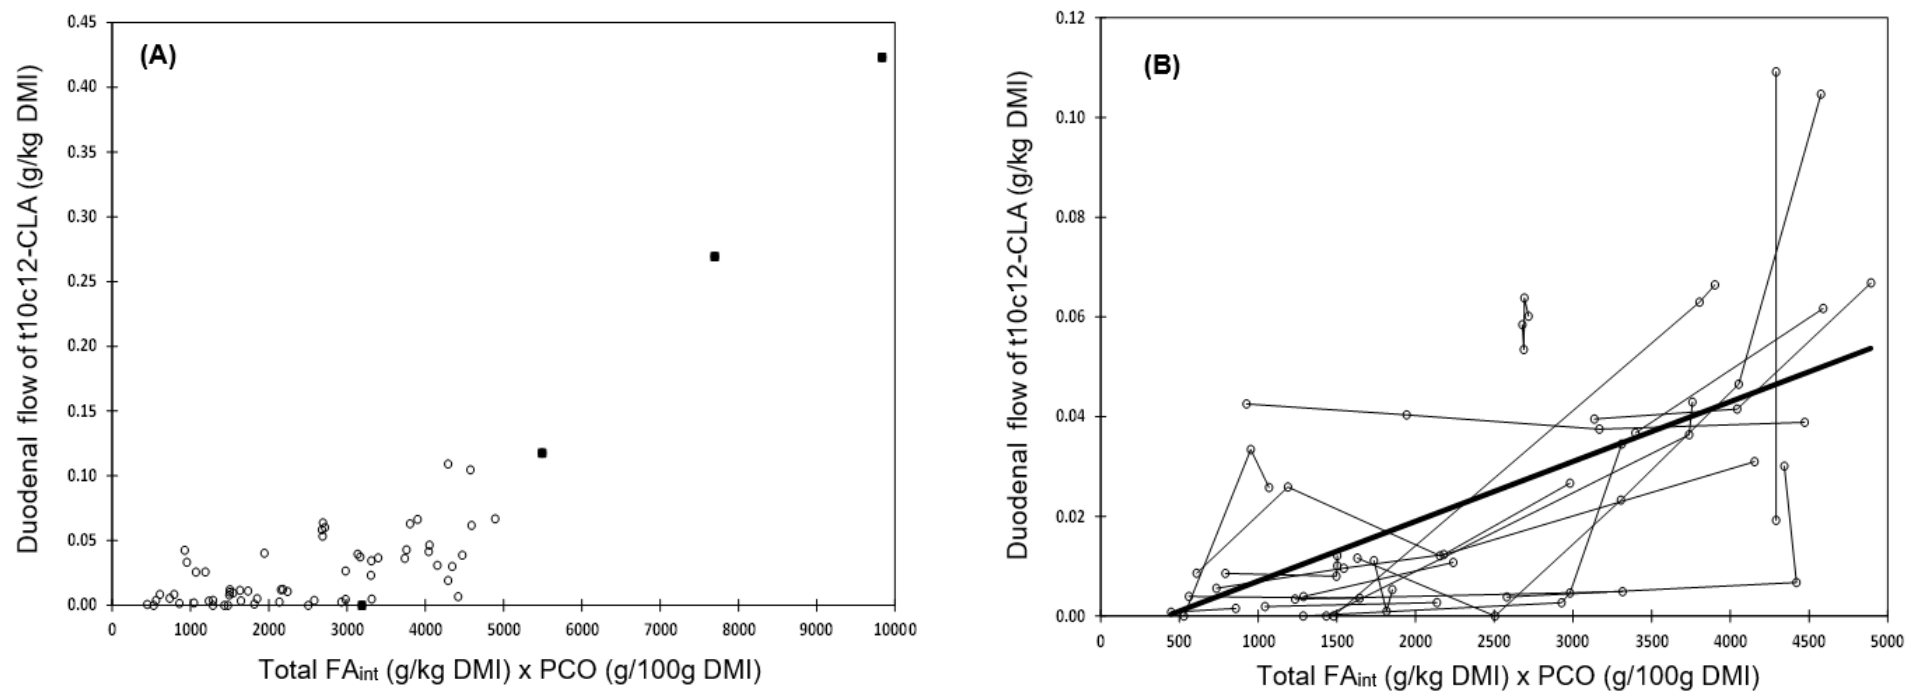 (A)
Duodenal flow of t10c12-CLA (g/kg DMI)
0.45
0.40
0.35
0.30
0.25
0.20
0.15
0.10
0.05
0.00
0 1000 2000 3000 4000 5000 6000 7000 8000 9000 10000
Total FAint (g/kg DMI) x PCO (g/100g DMI)
(B)
Duodenal flow of t10c12-CLA (g/kg DMI)
0.12
0.10
0.08
0.06
0.04
0.02
0.00
0 500 1000 1500 2000 2500 3000 3500 4000 4500 5000
Total FAint (g/kg DMI) x PCO (g/100g DMI)